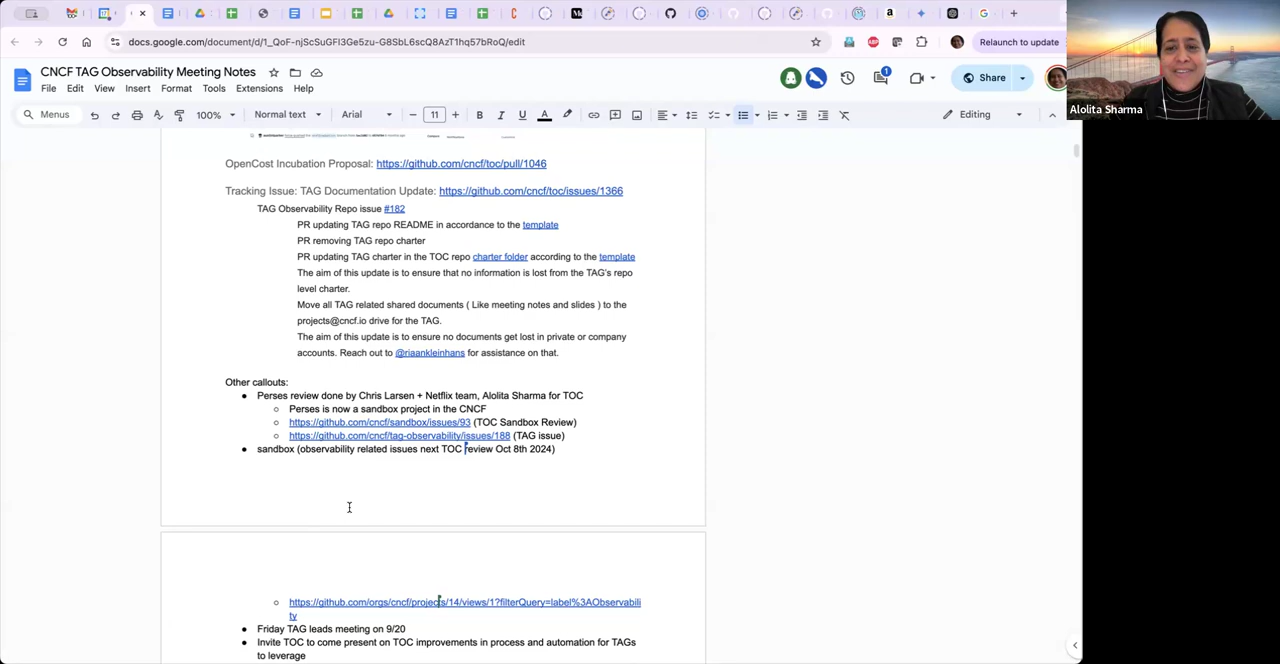 docs.google.com/document/d/1_QoF-njScSuGFl3Ge5zu-G8SbL6scQ8AzT1hq57bRoQ/edit
Relaunch to update
CNCF TAG Observability Meeting Notes
File Edit View Insert Format Tools Extensions Help
1
Share
Menus
100%
Normal text
Arial
11
Editing
Alolita Sharma
OpenCost Incubation Proposal: https://github.com/cncf/toc/pull/1046
Tracking Issue: TAG Documentation Update: https://github.com/cncf/toc/issues/1366
TAG Observability Repo issue #182
PR updating TAG repo README in accordance to the template
PR removing TAG repo charter
PR updating TAG charter in the TOC repo charter folder according to the template
The aim of this update is to ensure that no information is lost from the TAG's repo
level charter.
Move all TAG related shared documents ( Like meeting notes and slides ) to the
projects@cncf.io drive for the TAG.
The aim of this update is to ensure no documents get lost in private or company
accounts. Reach out to @riaankleinhans for assistance on that.
Other callouts:
● Perses review done by Chris Larsen + Netflix team, Alolita Sharma for TOC
○ Perses is now a sandbox project in the CNCF
○ https://github.com/cncf/sandbox/issues/93 (TOC Sandbox Review)
○ https://github.com/cncf/tag-observability/issues/188 (TAG issue)
● sandbox (observability related issues next TOC review Oct 8th 2024)
○ https://github.com/orgs/cncf/projects/14/views/1?filterQuery=label%3AObservabili
ty
● Friday TAG leads meeting on 9/20
● Invite TOC to come present on TOC improvements in process and automation for TAGs
to leverage